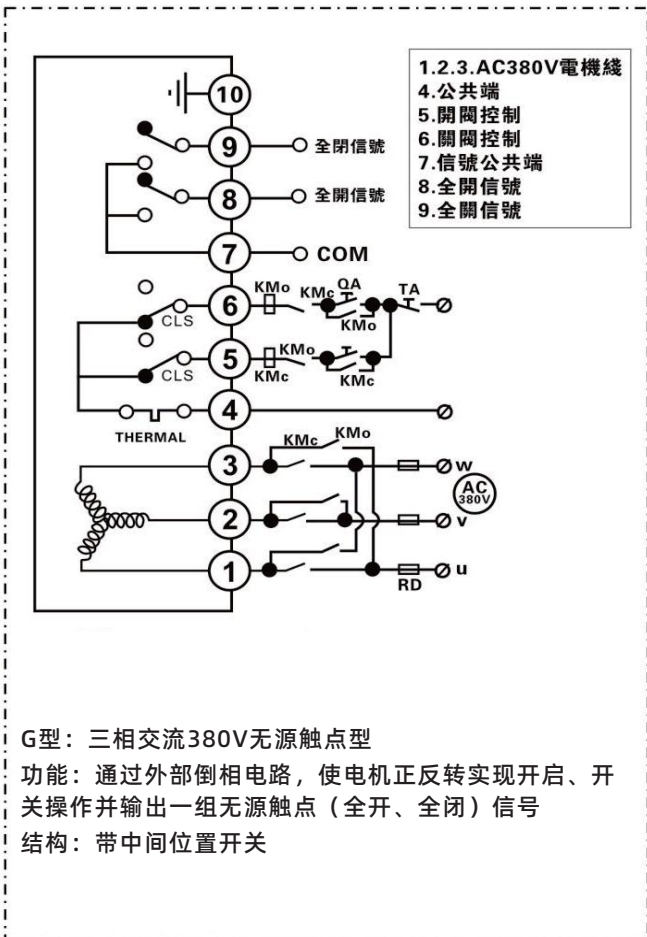 1.2.3.AC380V電機綫
4.公共端
5.開閥控制
6.關閥控制
7.信號公共端
8.全開信號
9.全關信號
10
9 全閉信號
8 全開信號
7 COM
6 KMo KMc QA KMo TA
CLS
5 KMo KMc KMc
CLS
4
THERMAL
3 KMc KMo w
AC 380V
2 v
1 RD u
G型：三相交流380V无源触点型
功能：通过外部倒相电路，使电机正反转实现开启、开
关操作并输出一组无源触点（全开、全闭）信号
结构：带中间位置开关